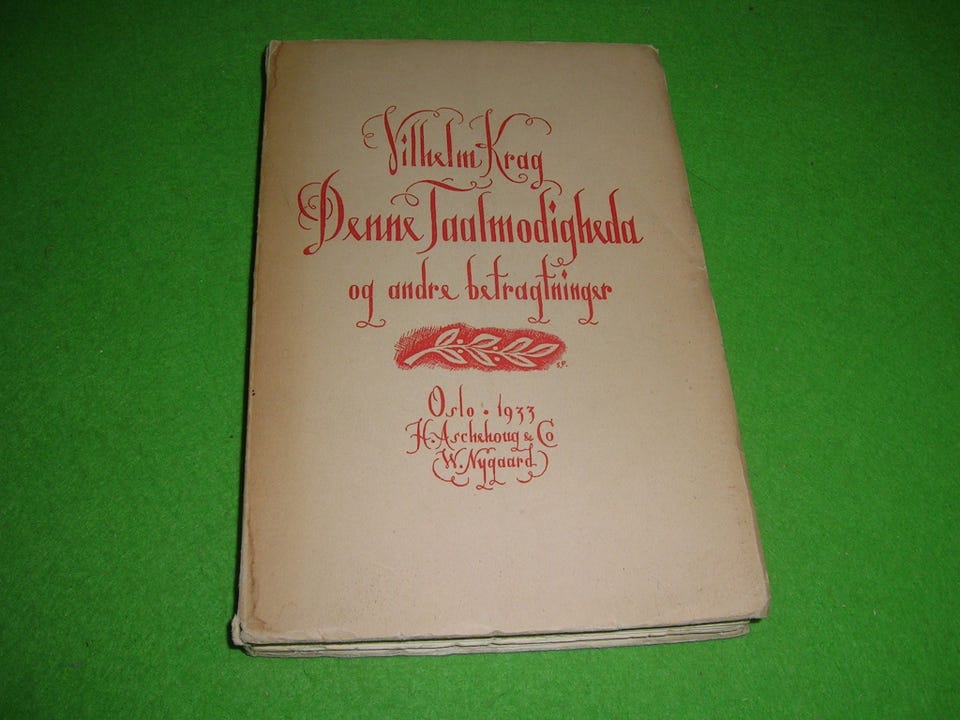 Vilhelm Krag
Denne Taalmodigheda
og andre betragtninger
S.P.
Oslo • 1933
H. Aschehoug & Co
(W. Nygaard)